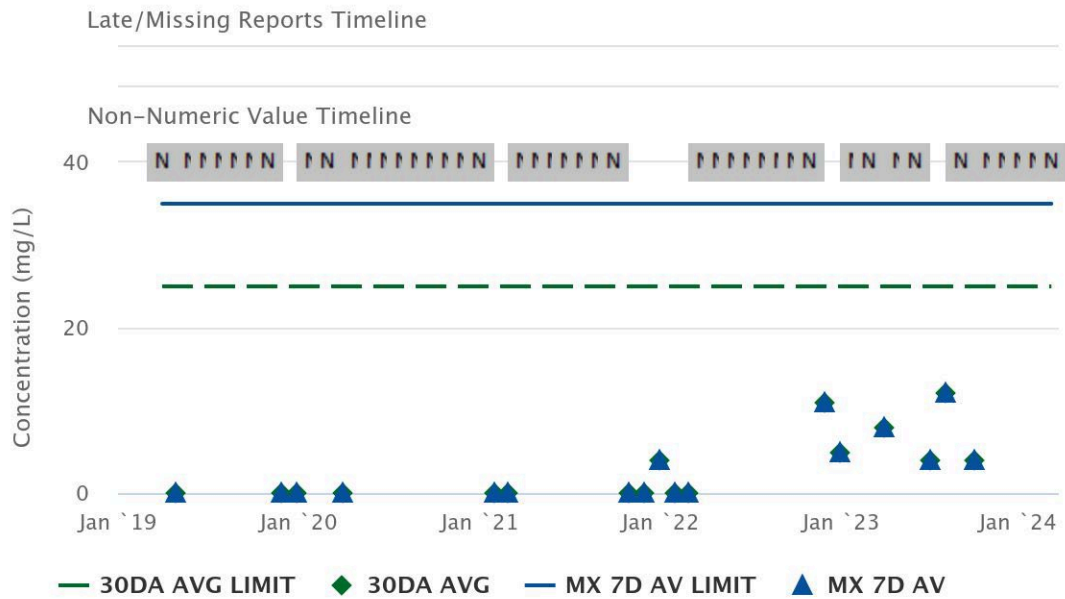 Late/Missing Reports Timeline
Non-Numeric Value Timeline
40
N N N N N N N N N N N N N N N N N N N N N N N N N N N N N N N N N N N N N N N N N N N
Concentration (mg/L)
20
0
Jan `19 Jan `20 Jan `21 Jan `22 Jan `23 Jan `24
30DA AVG LIMIT 30DA AVG MX 7D AV LIMIT MX 7D AV